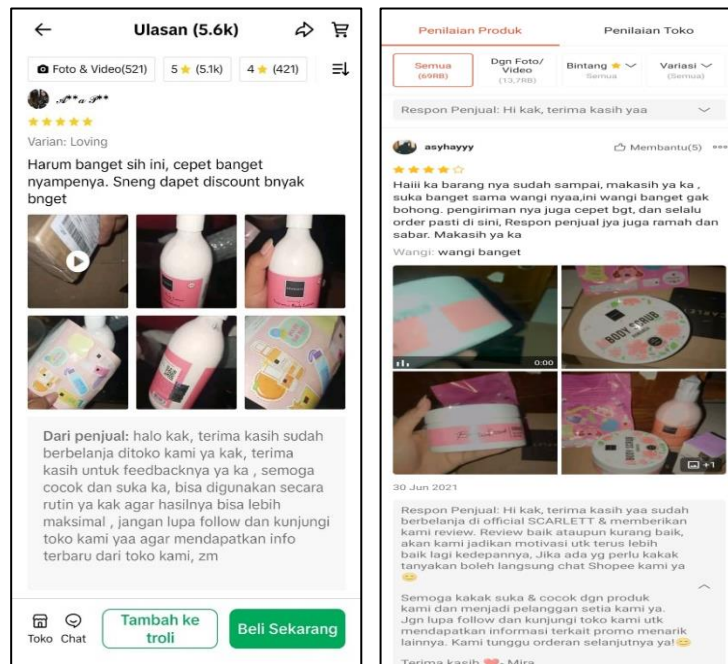 Ulasan (5.6k)
Foto & Video(521) 5 ★ (5.1k) 4 ★ (421)
𝒜**a 𝒯**
Varian: Loving
Harum banget sih ini, cepet banget
nyampenya. Sneng dapet discount bnyak
bnget
Dari penjual: halo kak, terima kasih sudah
berbelanja ditoko kami ya kak, terima
kasih untuk feedbacknya ya ka , semoga
cocok dan suka ka, bisa digunakan secara
rutin ya kak agar hasilnya bisa lebih
maksimal , jangan lupa follow dan kunjungi
toko kami yaa agar mendapatkan info
terbaru dari toko kami, zm
Toko Chat
Tambah ke
troli
Beli Sekarang
Penilaian Produk Penilaian Toko
Semua
(69RB)
Dgn Foto/
Video
(13,7RB)
Bintang ★
Semua
Variasi
(Semua)
Respon Penjual: Hi kak, terima kasih yaa
asyhayyy Membantu(5)
Haiii ka barang nya sudah sampai, makasih ya ka ,
suka banget sama wangi nyaa,ini wangi banget gak
bohong. pengiriman nya juga cepet bgt, dan selalu
order pasti di sini, Respon penjual jya juga ramah dan
sabar. Makasih ya ka
Wangi: wangi banget
BODY SCRUB
0:00
+1
30 Jun 2021
Respon Penjual: Hi kak, terima kasih yaa sudah
berbelanja di official SCARLETT & memberikan
kami review. Review baik ataupun kurang baik,
akan kami jadikan motivasi utk terus lebih
baik lagi kedepannya, Jika ada yg perlu kakak
tanyakan boleh langsung chat Shopee kami ya
😊
Semoga kakak suka & cocok dgn produk
kami dan menjadi pelanggan setia kami ya.
Jgn lupa follow dan kunjungi toko kami utk
mendapatkan informasi terkait promo menarik
lainnya. Kami tunggu orderan selanjutnya ya!😊
Terima kasih 💖- Mira